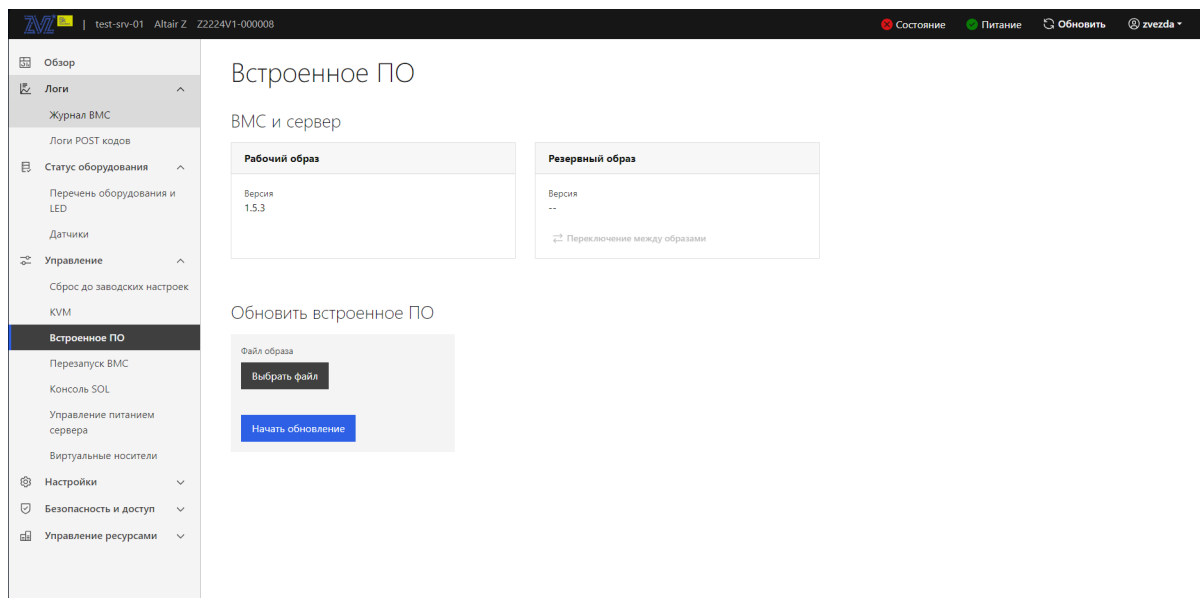 | test-srv-01 Altair Z Z2224V1-000008 Состояние Питание Обновить zvezda
Обзор
Логи
Журнал BMC
Логи POST кодов
Статус оборудования
Перечень оборудования и
LED
Датчики
Управление
Сброс до заводских настроек
KVM
Встроенное ПО
Перезапуск BMC
Консоль SOL
Управление питанием
сервера
Виртуальные носители
Настройки
Безопасность и доступ
Управление ресурсами
Встроенное ПО
BMC и сервер
Рабочий образ
Версия
1.5.3
Резервный образ
Версия
--
Переключение между образами
Обновить встроенное ПО
Файл образа
Выбрать файл
Начать обновление